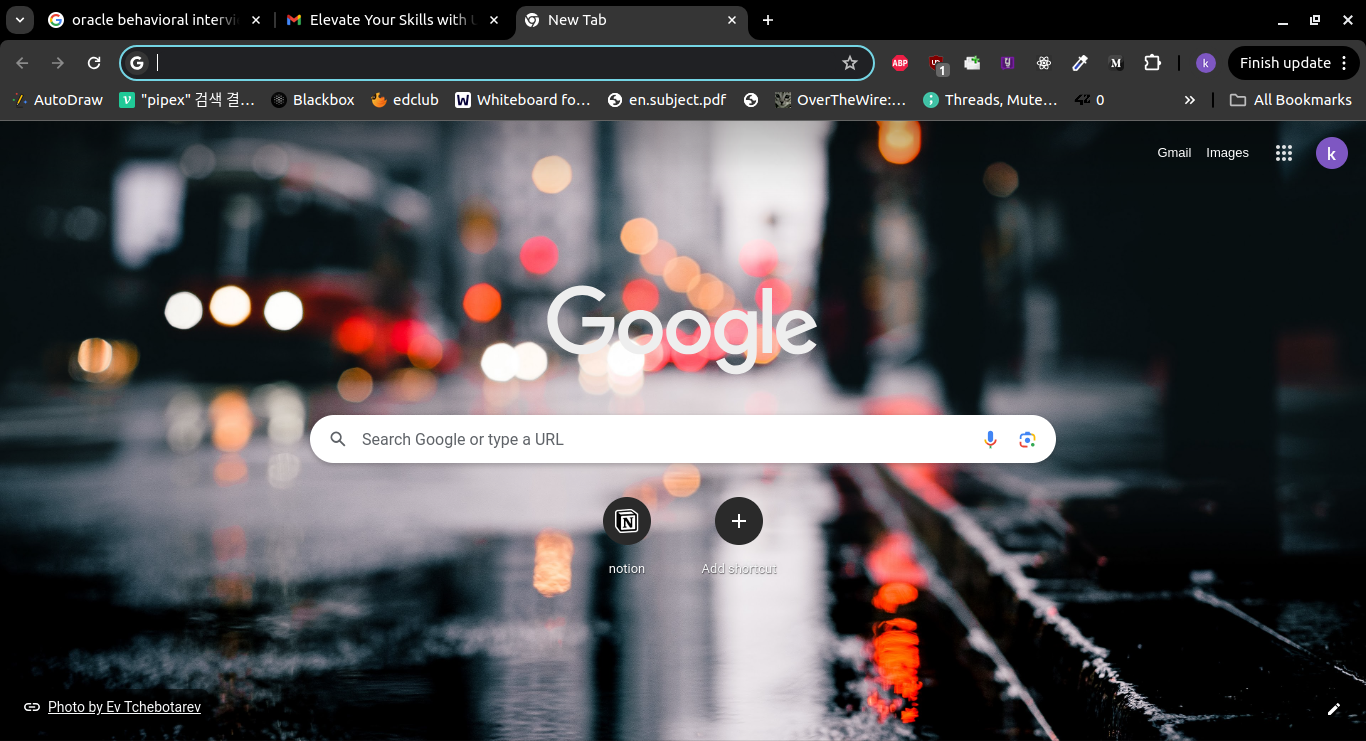 oracle behavioral intervi
Elevate Your Skills with
New Tab
Finish update
AutoDraw
"pipex" 검색 결…
Blackbox
edclub
Whiteboard fo…
en.subject.pdf
OverTheWire:…
Threads, Mute…
0
All Bookmarks
ABP
1
M
k
Gmail
Images
k
Google
Search Google or type a URL
notion
Add shortcut
Photo by Ev Tchebotarev